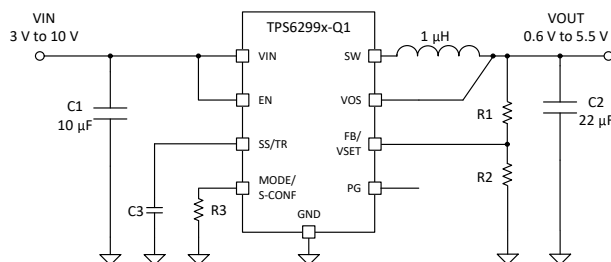 VIN
3 V to 10 V
TPS6299x-Q1
VOUT
0.6 V to 5.5 V
1 µH
VIN
SW
EN
VOS
C1
10 µF
R1
C2
22 µF
SS/TR
FB/
VSET
MODE/
S-CONF
PG
R2
C3
R3
GND